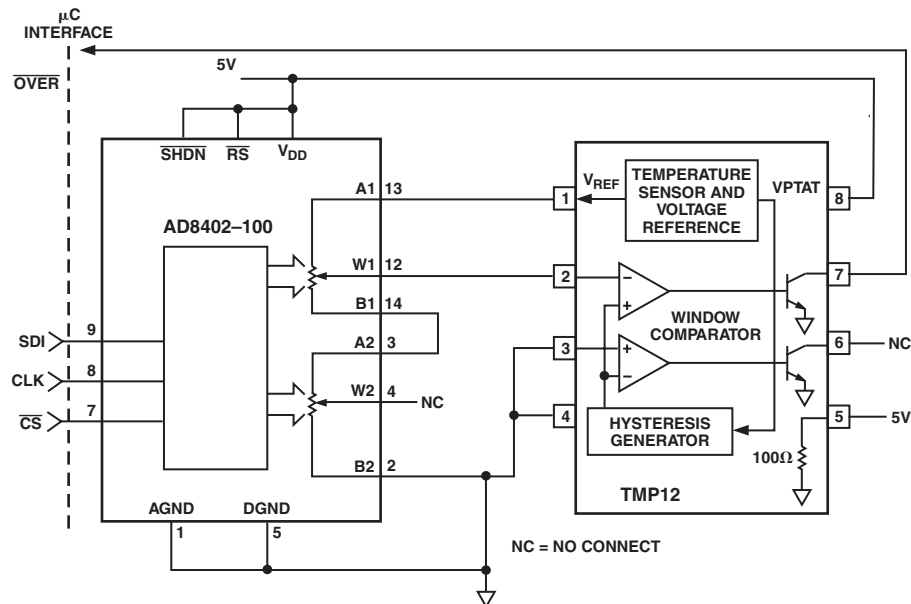 μC
INTERFACE
OVER
5V
SHDN
RS
VDD
AD8402–100
A1 13
W1 12
B1 14
A2 3
W2 4
NC
B2 2
SDI
9
CLK
8
CS
7
AGND
DGND
1
5
VREF
TEMPERATURE
SENSOR AND
VOLTAGE
REFERENCE
VPTAT
1
8
2
7
–
+
WINDOW
COMPARATOR
3
6
NC
+
–
4
5
5V
HYSTERESIS
GENERATOR
100Ω
TMP12
NC = NO CONNECT